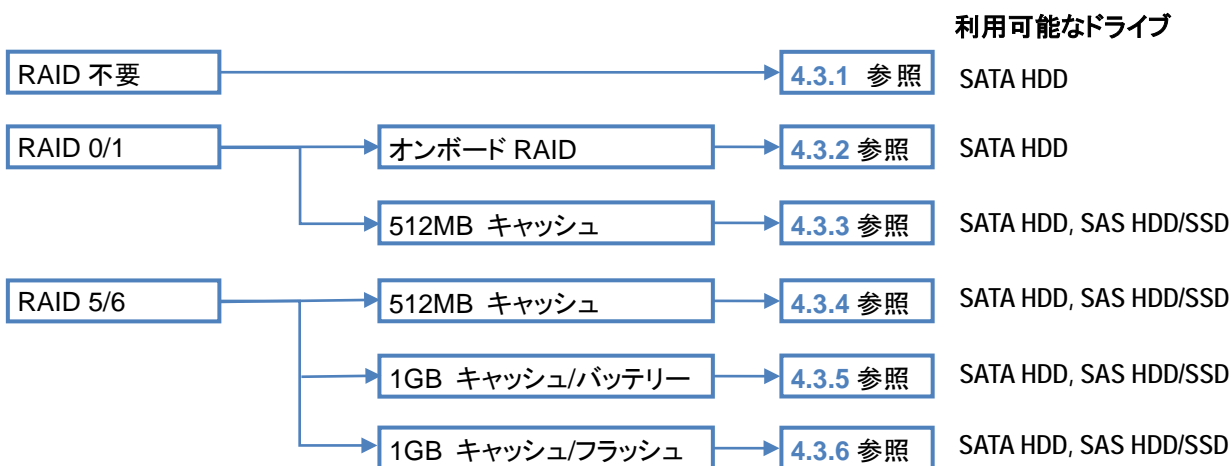 利用可能なドライブ
RAID 不要 4.3.1 参照 SATA HDD
RAID 0/1 オンボード RAID 4.3.2 参照 SATA HDD
512MB キャッシュ 4.3.3 参照 SATA HDD, SAS HDD/SSD
RAID 5/6 512MB キャッシュ 4.3.4 参照 SATA HDD, SAS HDD/SSD
1GB キャッシュ/バッテリー 4.3.5 参照 SATA HDD, SAS HDD/SSD
1GB キャッシュ/フラッシュ 4.3.6 参照 SATA HDD, SAS HDD/SSD